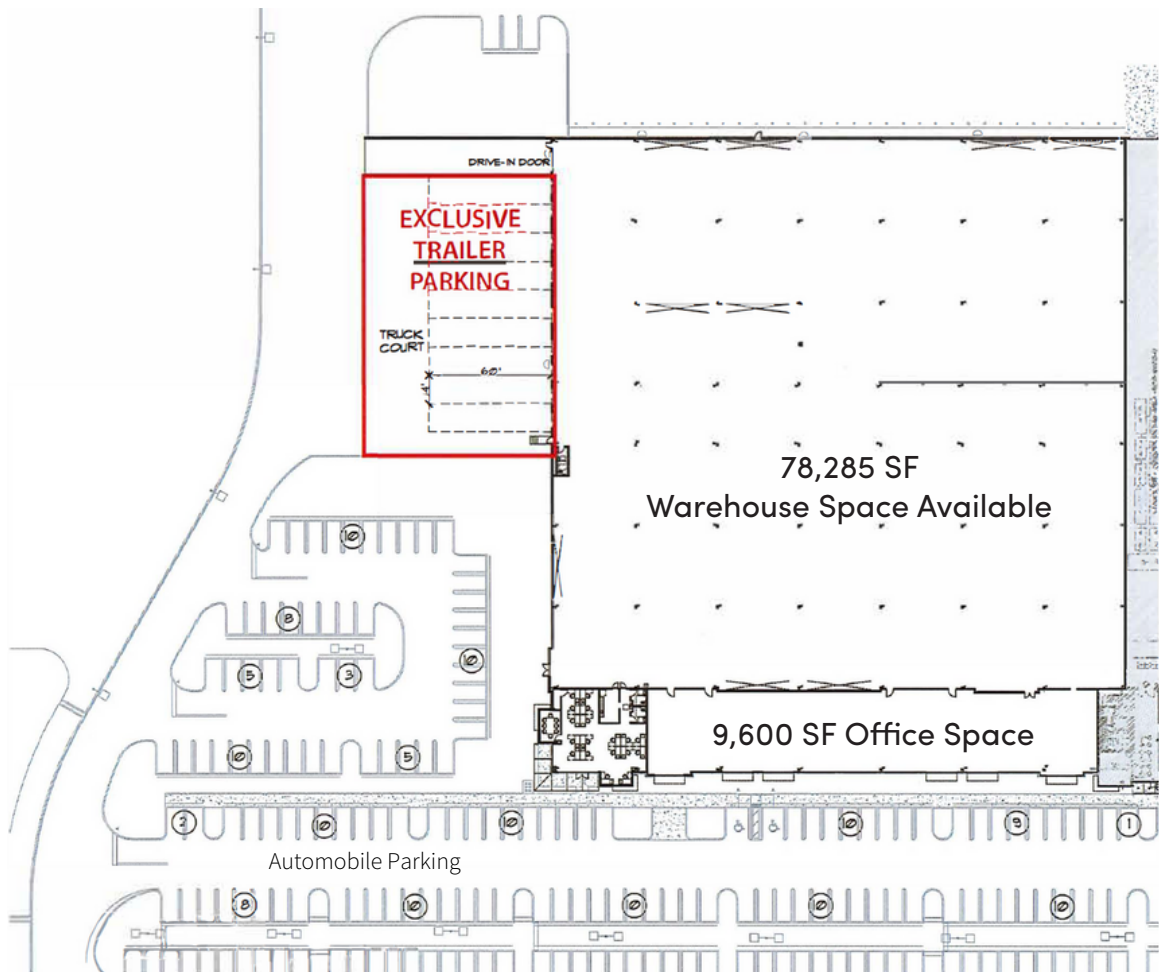 DRIVE-IN DOOR
EXCLUSIVE
TRAILER
PARKING
TRUCK
COURT
60'
78,285 SF
Warehouse Space Available
10
8
5
3
10
10
5
9,600 SF Office Space
2
10
10
10
9
1
Automobile Parking
8
10
10
10
10